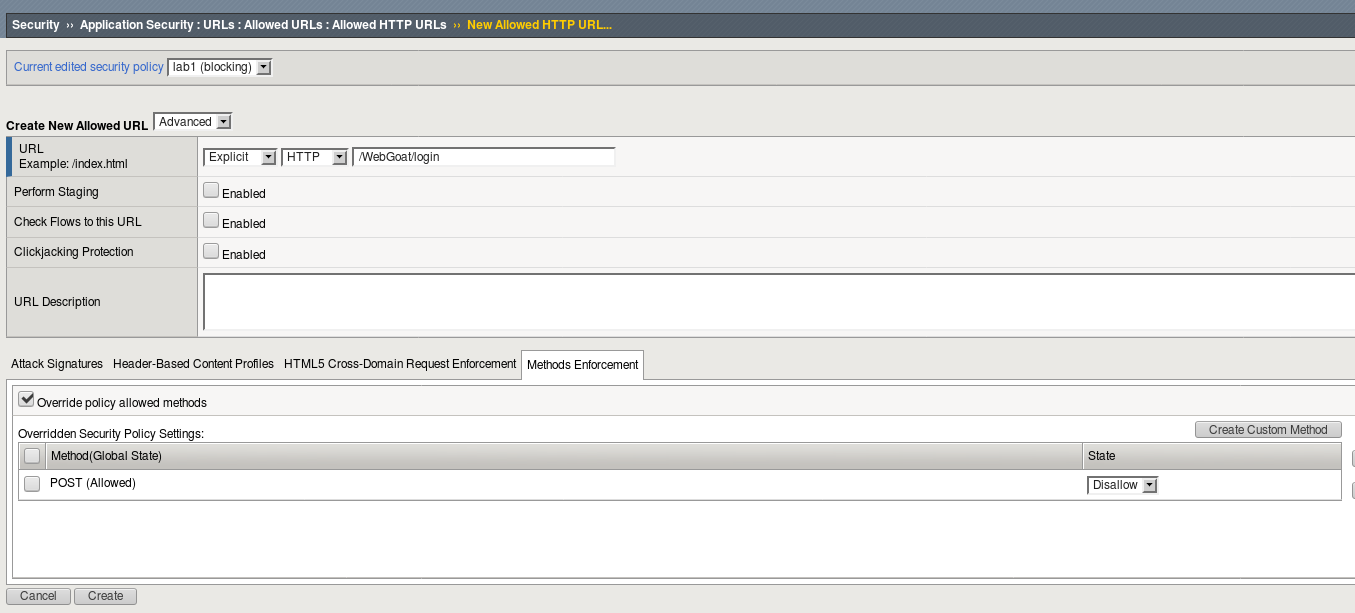 Security ›› Application Security : URLs : Allowed URLs : Allowed HTTP URLs ›› New Allowed HTTP URL...
Current edited security policy lab1 (blocking)
Create New Allowed URL Advanced
URL
Example: /index.html
Explicit HTTP /WebGoat/login
Perform Staging Enabled
Check Flows to this URL Enabled
Clickjacking Protection Enabled
URL Description
Attack Signatures Header-Based Content Profiles HTML5 Cross-Domain Request Enforcement Methods Enforcement
Override policy allowed methods
Overridden Security Policy Settings: Create Custom Method
Method(Global State) State
POST (Allowed) Disallow
Cancel Create